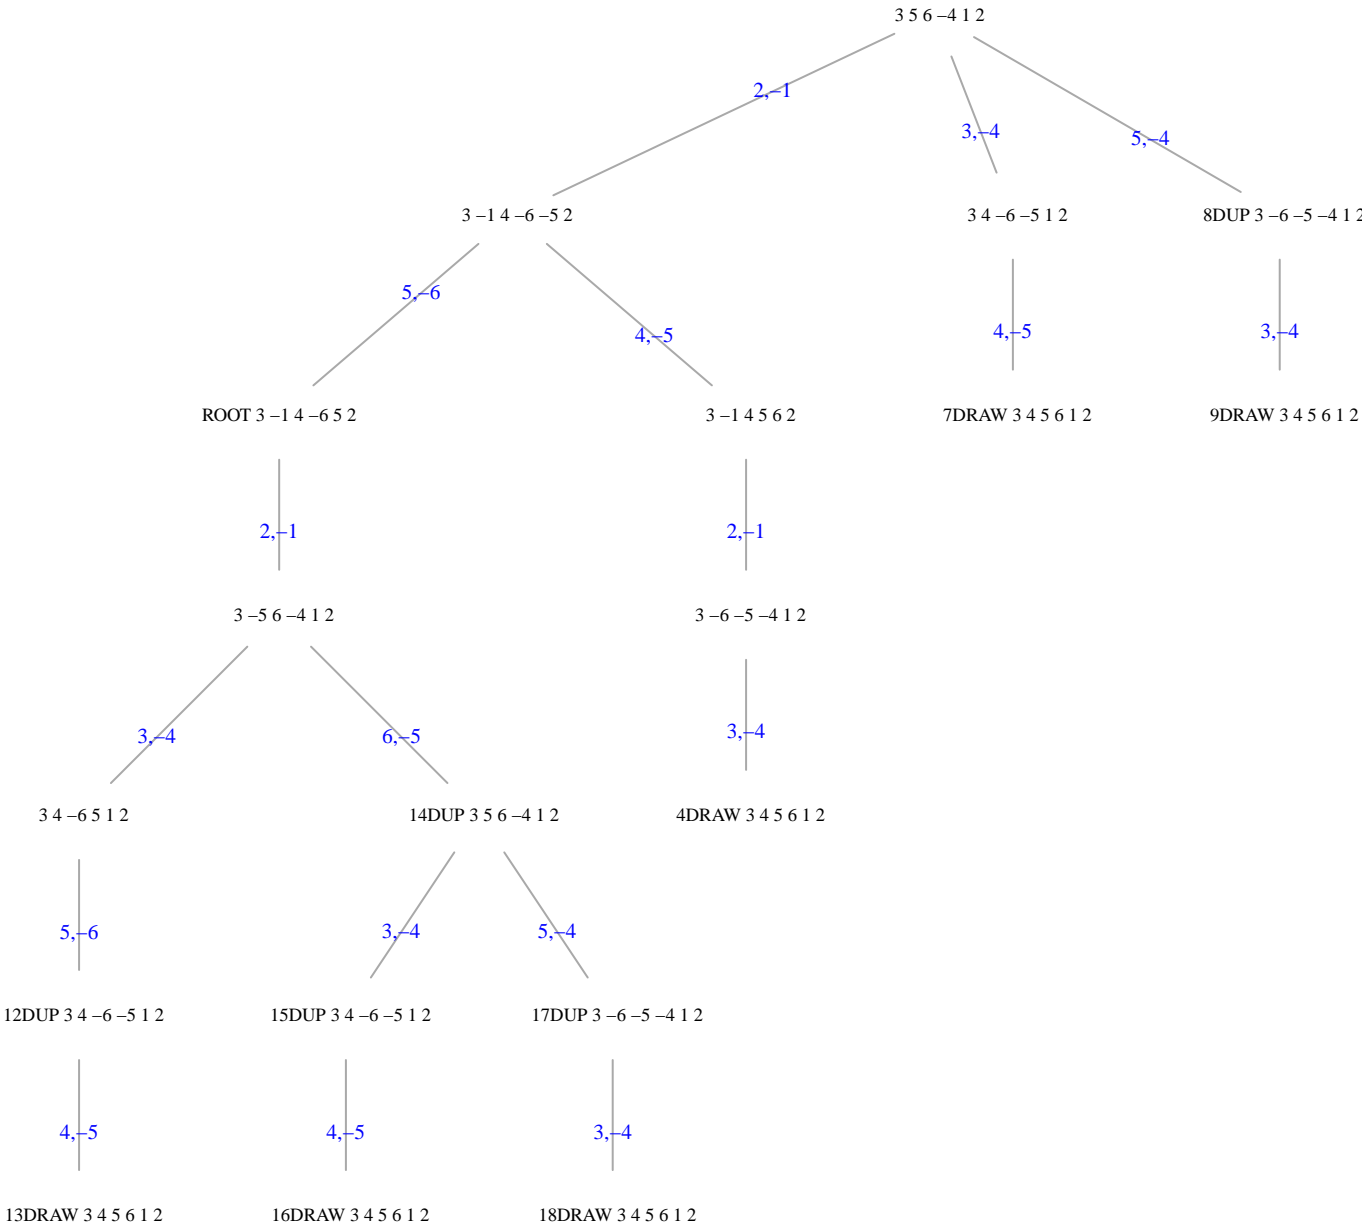 3 5 6 –4 1 2
2,–1
3,–4
5,–4
3 –1 4 –6 –5 2
3 4 –6 –5 1 2
8DUP 3 –6 –5 –4 1 2
5,–6
4,–5
4,–5
3,–4
ROOT 3 –1 4 –6 5 2
3 –1 4 5 6 2
7DRAW 3 4 5 6 1 2
9DRAW 3 4 5 6 1 2
2,–1
2,–1
3 –5 6 –4 1 2
3 –6 –5 –4 1 2
3,–4
6,–5
3,–4
3 4 –6 5 1 2
14DUP 3 5 6 –4 1 2
4DRAW 3 4 5 6 1 2
5,–6
3,–4
5,–4
12DUP 3 4 –6 –5 1 2
15DUP 3 4 –6 –5 1 2
17DUP 3 –6 –5 –4 1 2
4,–5
4,–5
3,–4
13DRAW 3 4 5 6 1 2
16DRAW 3 4 5 6 1 2
18DRAW 3 4 5 6 1 2